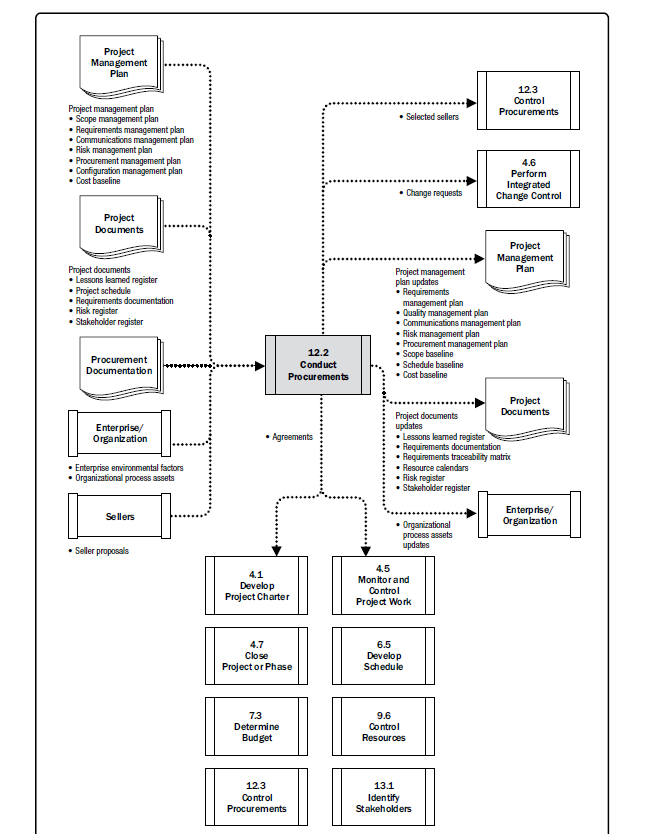 Project
Management
Plan
Project management plan
• Scope management plan
• Requirements management plan
• Communications management plan
• Risk management plan
• Procurement management plan
• Configuration management plan
• Cost baseline
Project
Documents
Project documents
• Lessons learned register
• Project schedule
• Requirements documentation
• Risk register
• Stakeholder register
Procurement
Documentation
Enterprise/
Organization
• Enterprise environmental factors
• Organizational process assets
Sellers
• Seller proposals
12.2
Conduct
Procurements
• Selected sellers
12.3
Control
Procurements
• Change requests
4.6
Perform
Integrated
Change Control
Project
Management
Plan
Project management
plan updates
• Requirements
management plan
• Quality management plan
• Communications management plan
• Risk management plan
• Procurement management plan
• Scope baseline
• Schedule baseline
• Cost baseline
Project
Documents
Project documents
updates
• Lessons learned register
• Requirements documentation
• Requirements traceability matrix
• Resource calendars
• Risk register
• Stakeholder register
Enterprise/
Organization
• Organizational
process assets
updates
• Agreements
4.1
Develop
Project Charter
4.5
Monitor and
Control
Project Work
4.7
Close
Project or Phase
6.5
Develop
Schedule
7.3
Determine
Budget
9.6
Control
Resources
12.3
Control
Procurements
13.1
Identify
Stakeholders